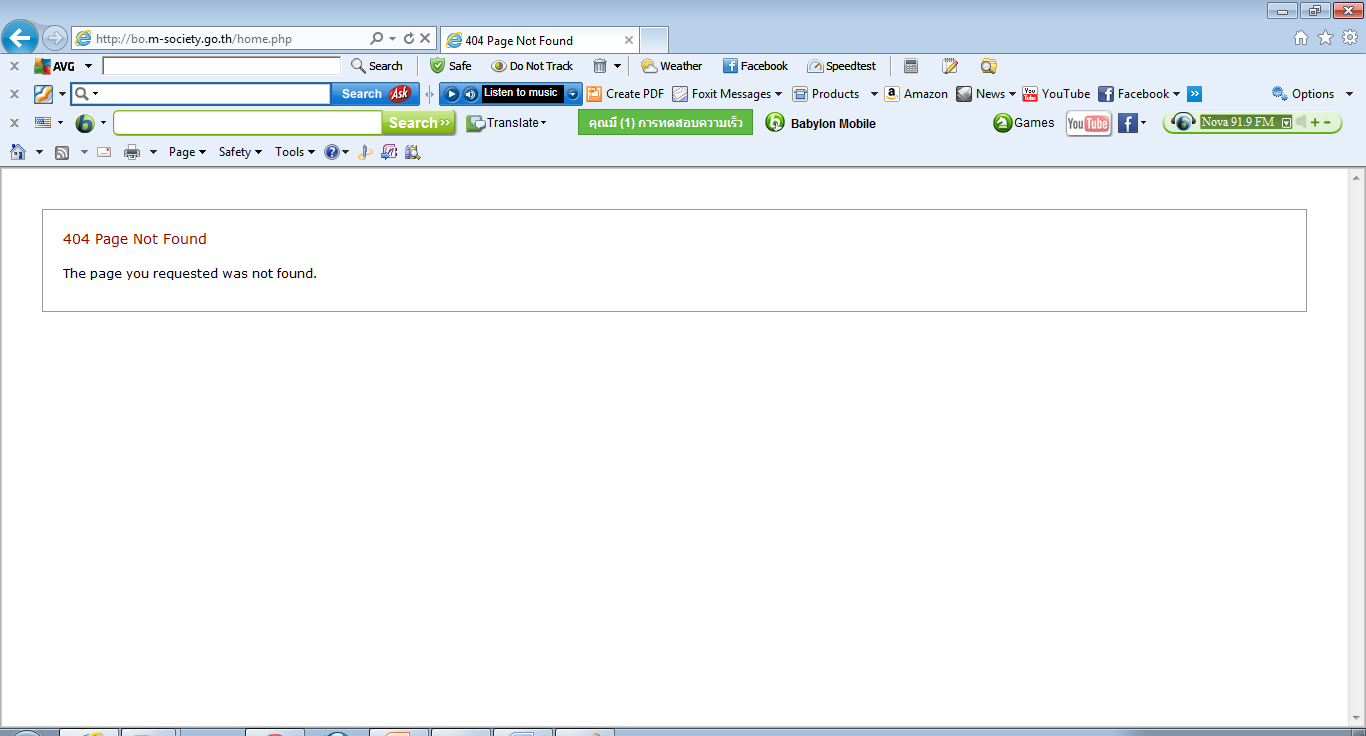 http://bo.m-society.go.th/home.php
404 Page Not Found
AVG Search Safe Do Not Track Weather Facebook Speedtest
Search Ask Listen to music Create PDF Foxit Messages Products a Amazon News You Tube YouTube Facebook Options
Search Translate คุณมี (1) การทดสอบความเร็ว Babylon Mobile Games YouTube Nova 91.9 FM
Page Safety Tools
404 Page Not Found
The page you requested was not found.